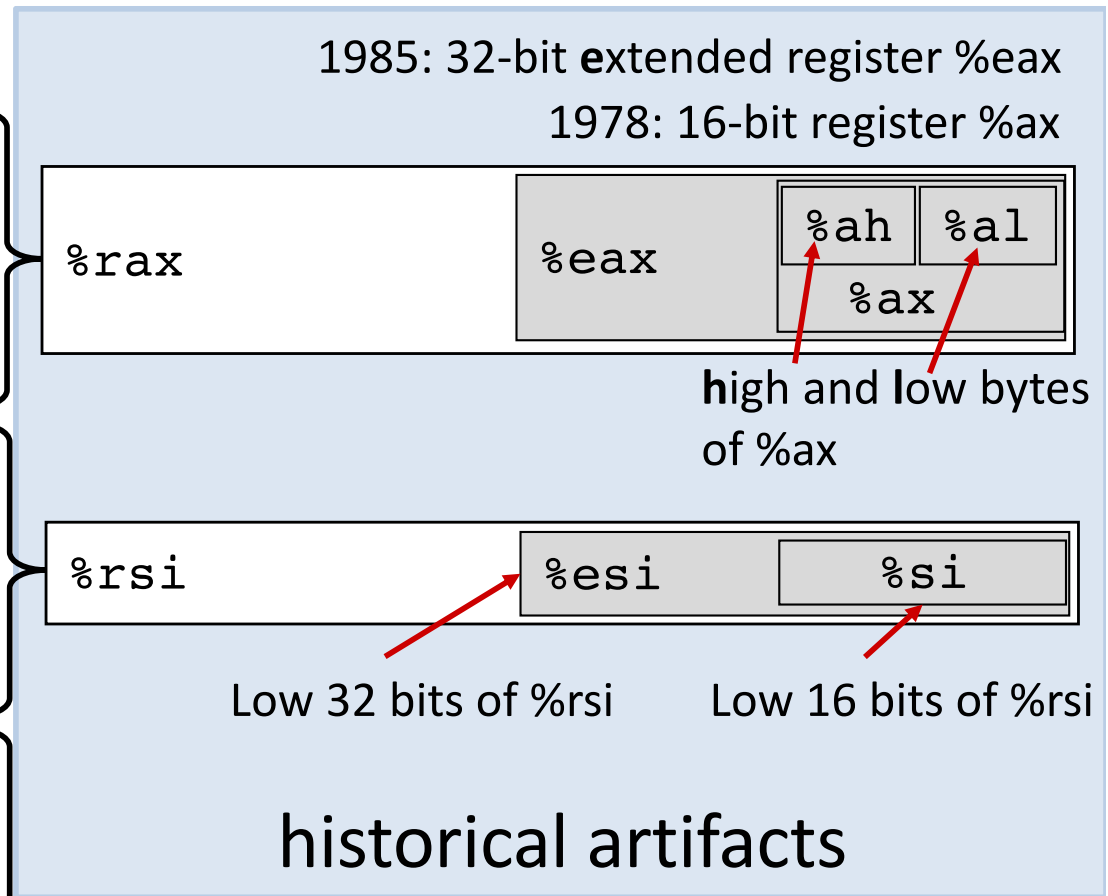 1985: 32-bit extended register %eax
1978: 16-bit register %ax
%rax
%eax
%ah
%al
%ax
high and low bytes
of %ax
%rsi
%esi
%si
Low 32 bits of %rsi
Low 16 bits of %rsi
historical artifacts